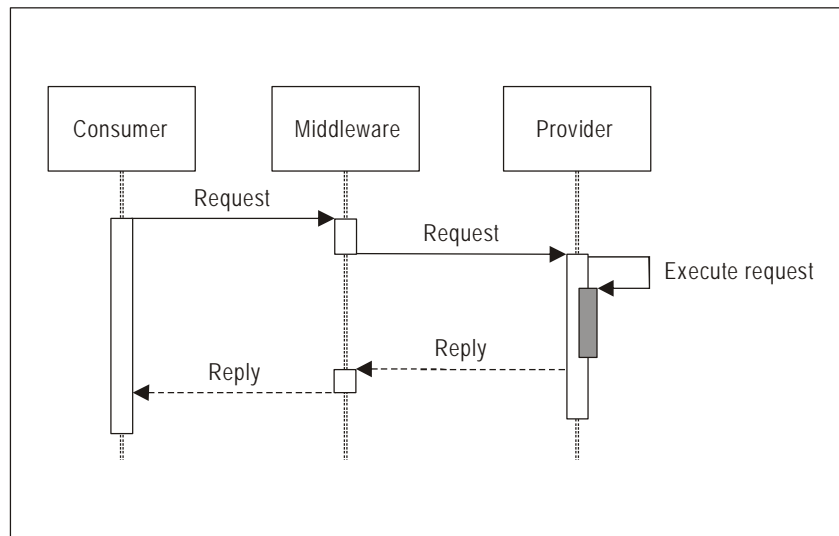 Consumer
Middleware
Provider
Request
Request
Execute request
Reply
Reply